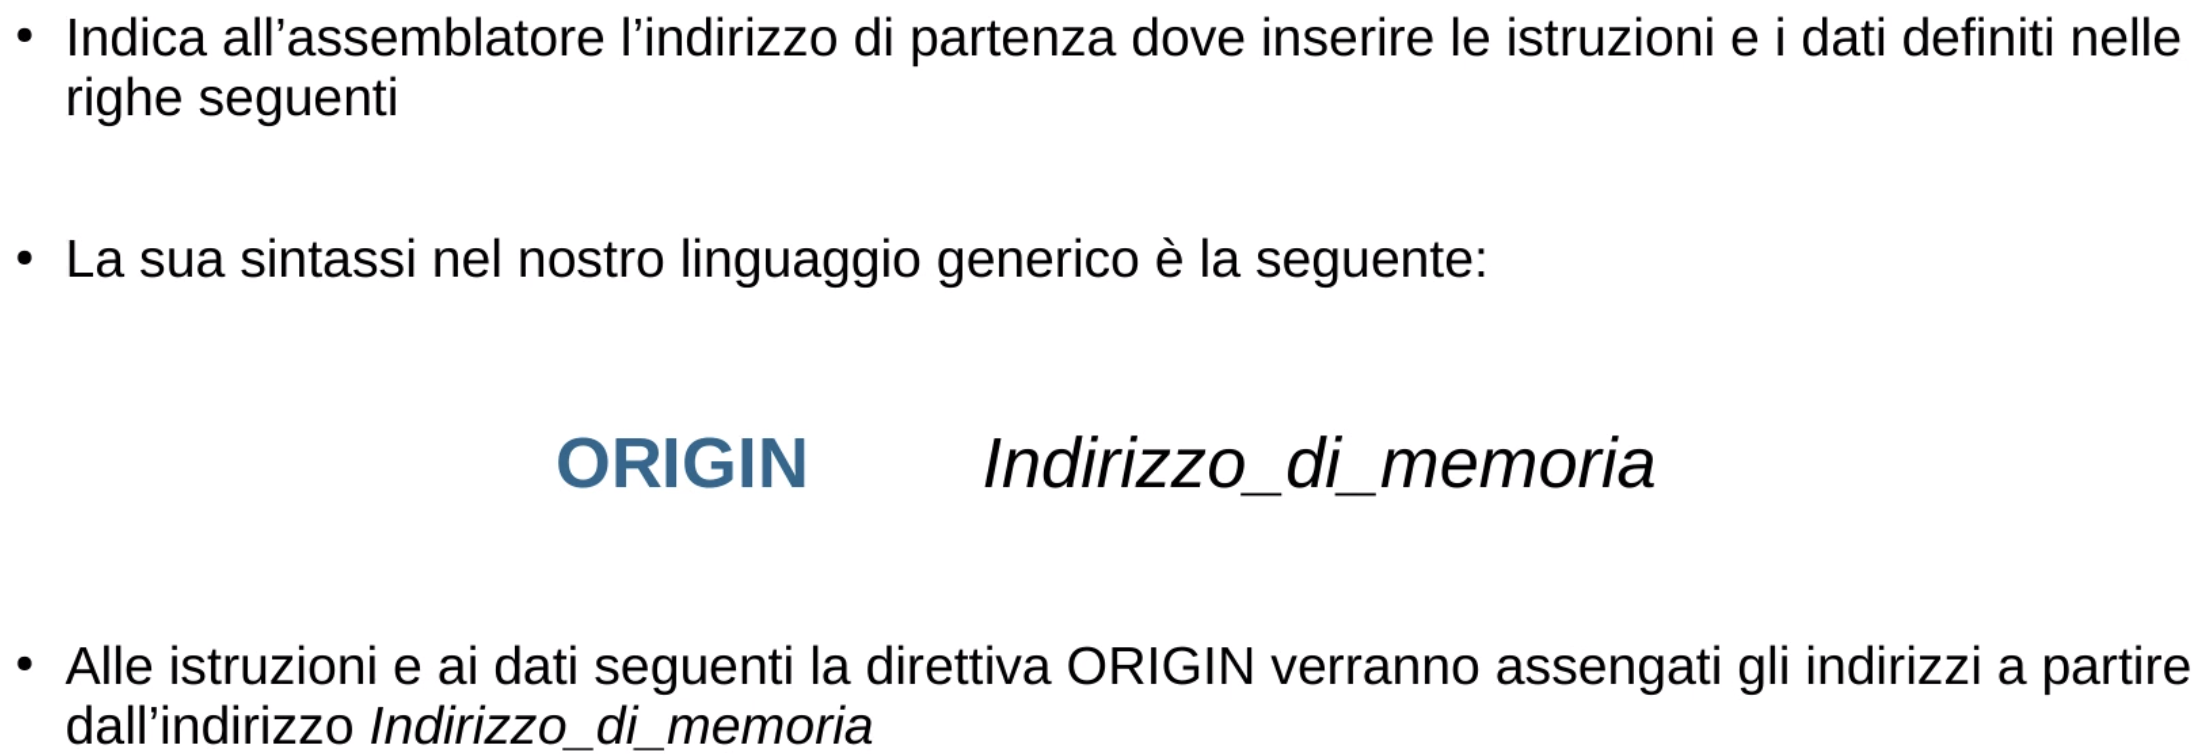 • Indica all’assemblatore l’indirizzo di partenza dove inserire le istruzioni e i dati definiti nelle
righe seguenti
• La sua sintassi nel nostro linguaggio generico è la seguente:
ORIGIN Indirizzo_di_memoria
• Alle istruzioni e ai dati seguenti la direttiva ORIGIN verranno assengati gli indirizzi a partire
dall’indirizzo Indirizzo_di_memoria